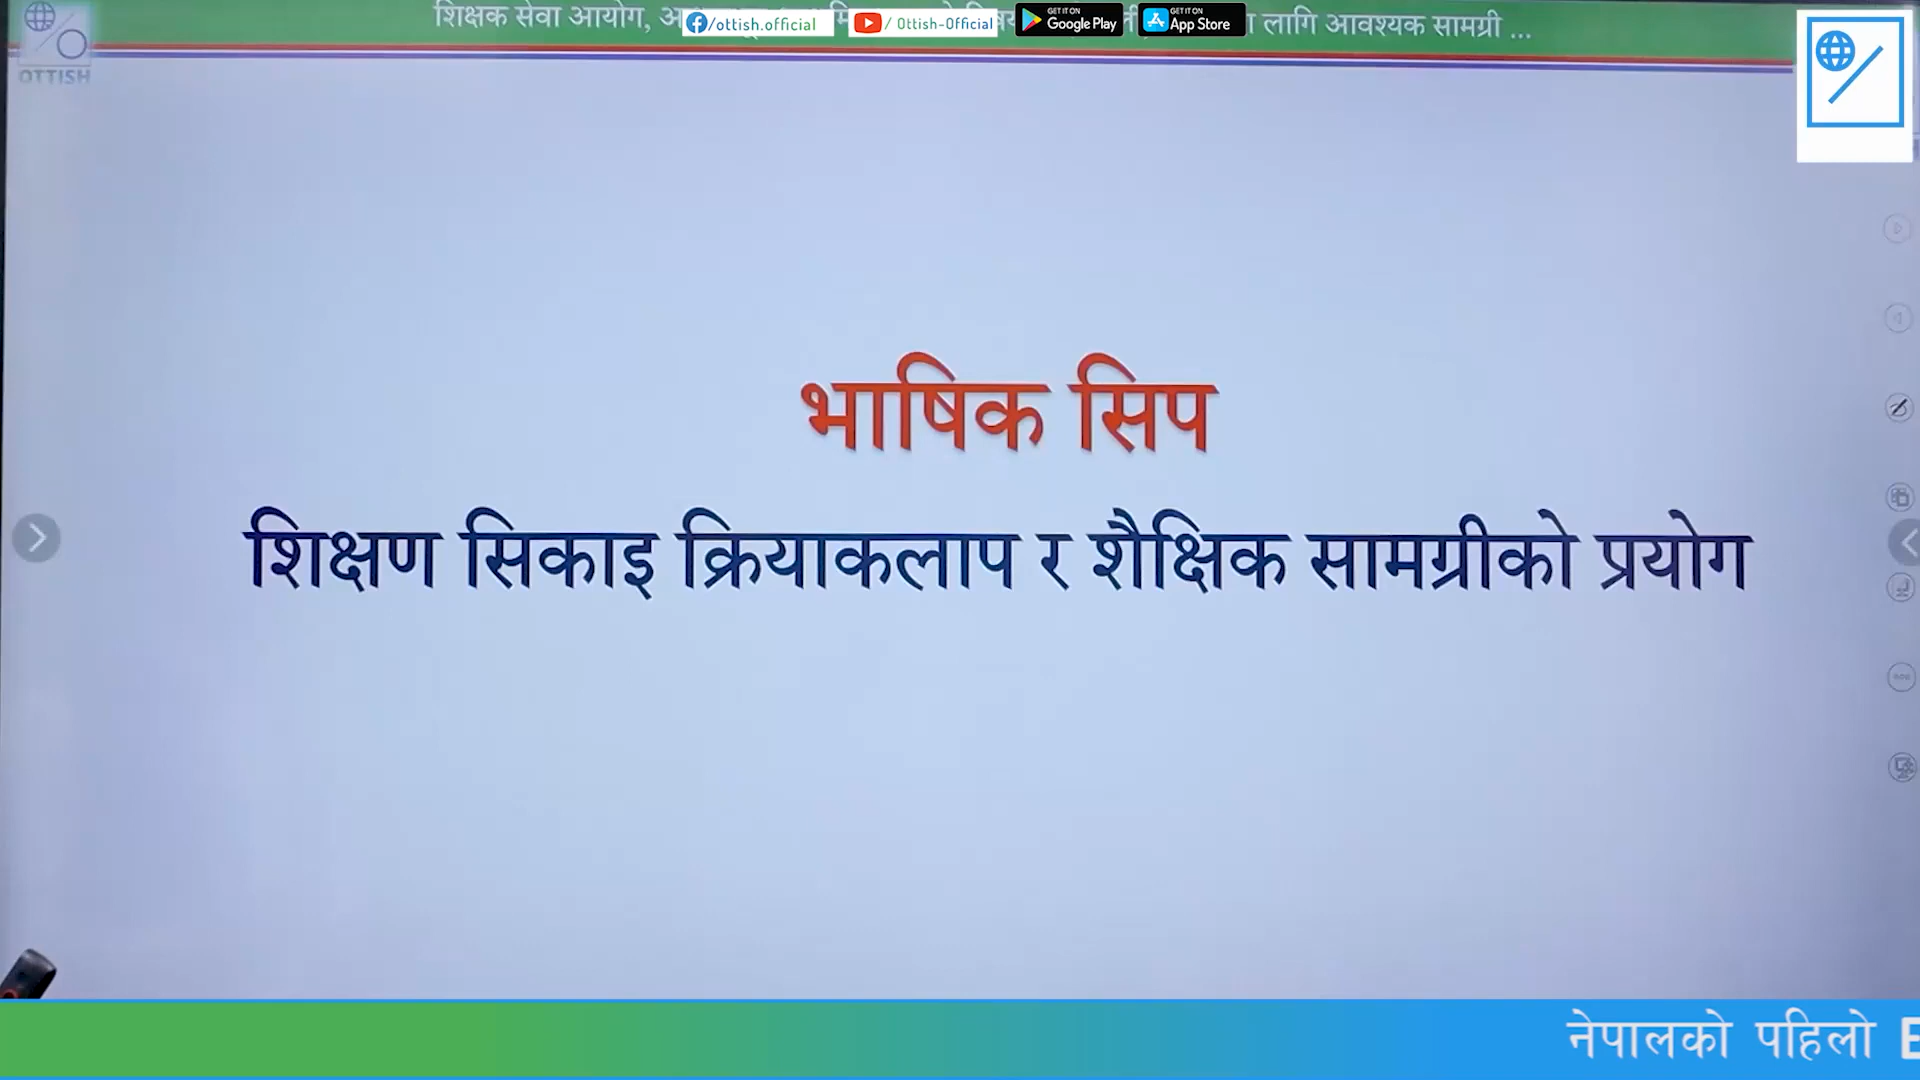 शिक्षक सेवा आयोग,
लागि आवश्यक सामग्री ...
/ottish.official
/ Ottish-Official
GET IT ON
Google Play
GET IT ON
App Store
OTTISH
भाषिक सिप
शिक्षण सिकाइ क्रियाकलाप र शैक्षिक सामग्रीको प्रयोग
नेपालको पहिलो